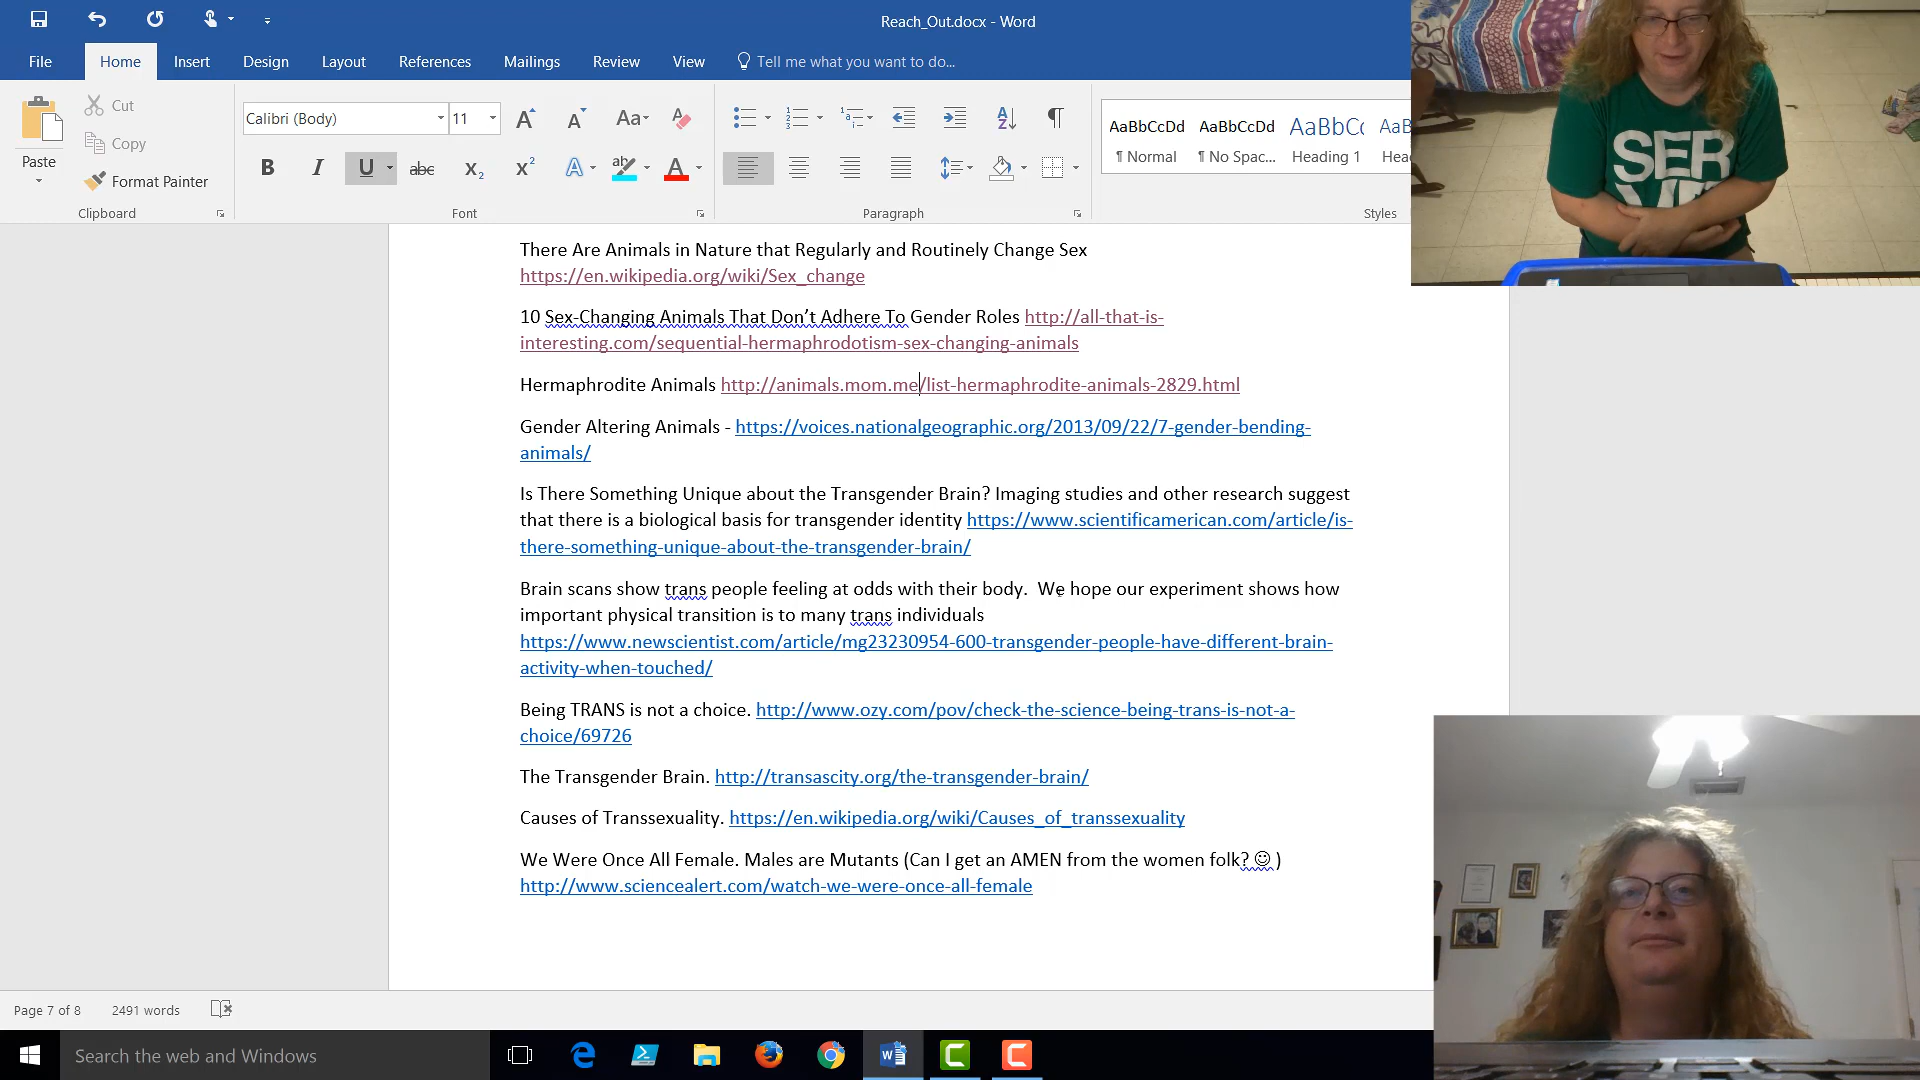 Reach_Out.docx - Word
File Home Insert Design Layout References Mailings Review View Tell me what you want to do...
Cut
Copy
Paste
Format Painter
Calibri (Body) 11
Aa
B I U abc X₂ X² A A
AaBbCcDd AaBbCcDd AaBbCc AaB
¶ Normal ¶ No Spac... Heading 1 Hea
Clipboard Font Paragraph Styles
SER
There Are Animals in Nature that Regularly and Routinely Change Sex
https://en.wikipedia.org/wiki/Sex_change
10 Sex-Changing Animals That Don’t Adhere To Gender Roles http://all-that-is-
interesting.com/sequential-hermaphrodotism-sex-changing-animals
Hermaphrodite Animals http://animals.mom.me/list-hermaphrodite-animals-2829.html
Gender Altering Animals - https://voices.nationalgeographic.org/2013/09/22/7-gender-bending-
animals/
Is There Something Unique about the Transgender Brain? Imaging studies and other research suggest
that there is a biological basis for transgender identity https://www.scientificamerican.com/article/is-
there-something-unique-about-the-transgender-brain/
Brain scans show trans people feeling at odds with their body.  We hope our experiment shows how
important physical transition is to many trans individuals
https://www.newscientist.com/article/mg23230954-600-transgender-people-have-different-brain-
activity-when-touched/
Being TRANS is not a choice. http://www.ozy.com/pov/check-the-science-being-trans-is-not-a-
choice/69726
The Transgender Brain. http://transascity.org/the-transgender-brain/
Causes of Transsexuality. https://en.wikipedia.org/wiki/Causes_of_transsexuality
We Were Once All Female. Males are Mutants (Can I get an AMEN from the women folk? ☺ )
http://www.sciencealert.com/watch-we-were-once-all-female
Page 7 of 8 2491 words
Search the web and Windows